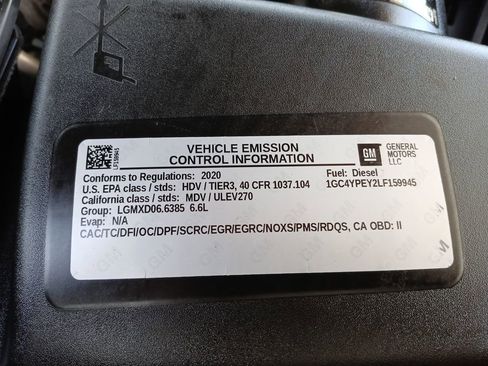 LF159945
VEHICLE EMISSION
CONTROL INFORMATION
GM
GENERAL
MOTORS
LLC
Conforms to Regulations: 2020
Fuel: Diesel
U.S. EPA class / stds: HDV / TIER3, 40 CFR 1037.104
1GC4YPEY2LF159945
California class / stds: MDV / ULEV270
Group: LGMXD06.6385 6.6L
Evap: N/A
CAC/TC/DFI/OC/DPF/SCRC/EGR/EGRC/NOXS/PMS/RDQS, CA OBD: II